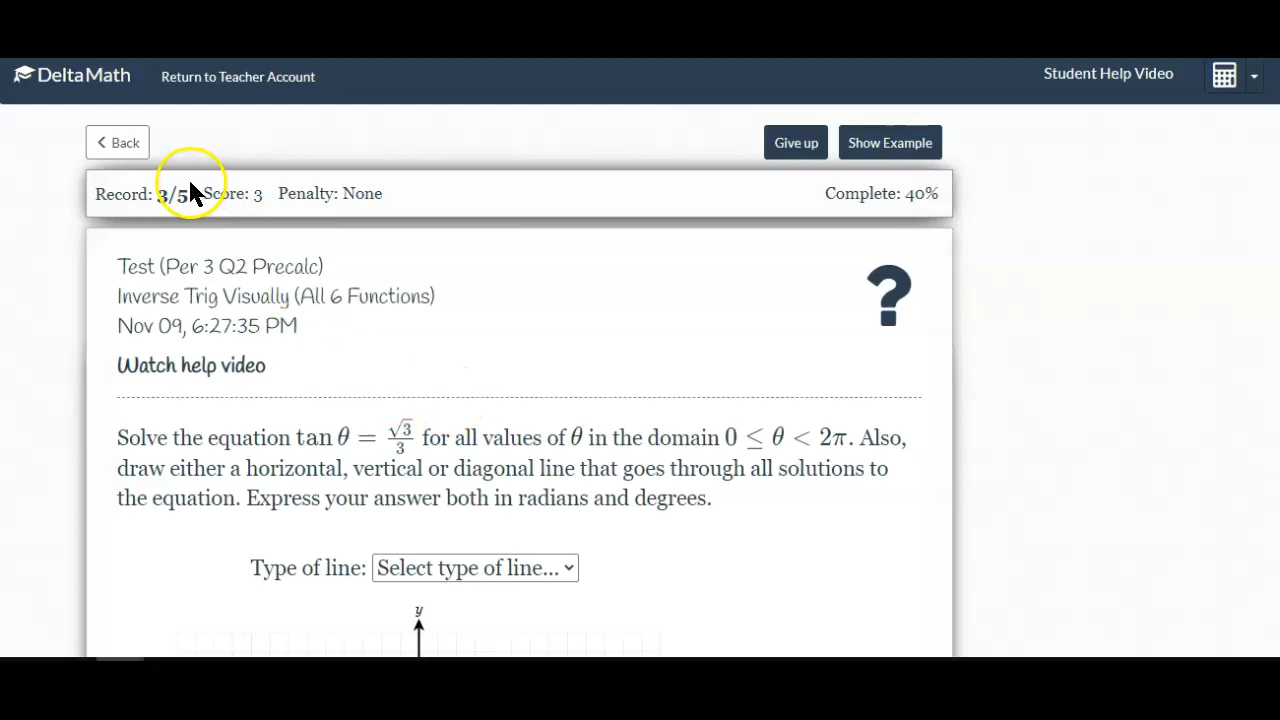 DeltaMath
Return to Teacher Account
Student Help Video
Back
Give up
Show Example
Record: 3/5 Score: 3 Penalty: None
Complete: 40%
Test (Per 3 Q2 Precalc)
Inverse Trig Visually (All 6 Functions)
Nov 09, 6:27:35 PM
?
Watch help video
Solve the equation tan θ = √3/3 for all values of θ in the domain 0 ≤ θ < 2π. Also,
draw either a horizontal, vertical or diagonal line that goes through all solutions to
the equation. Express your answer both in radians and degrees.
Type of line: Select type of line...
y